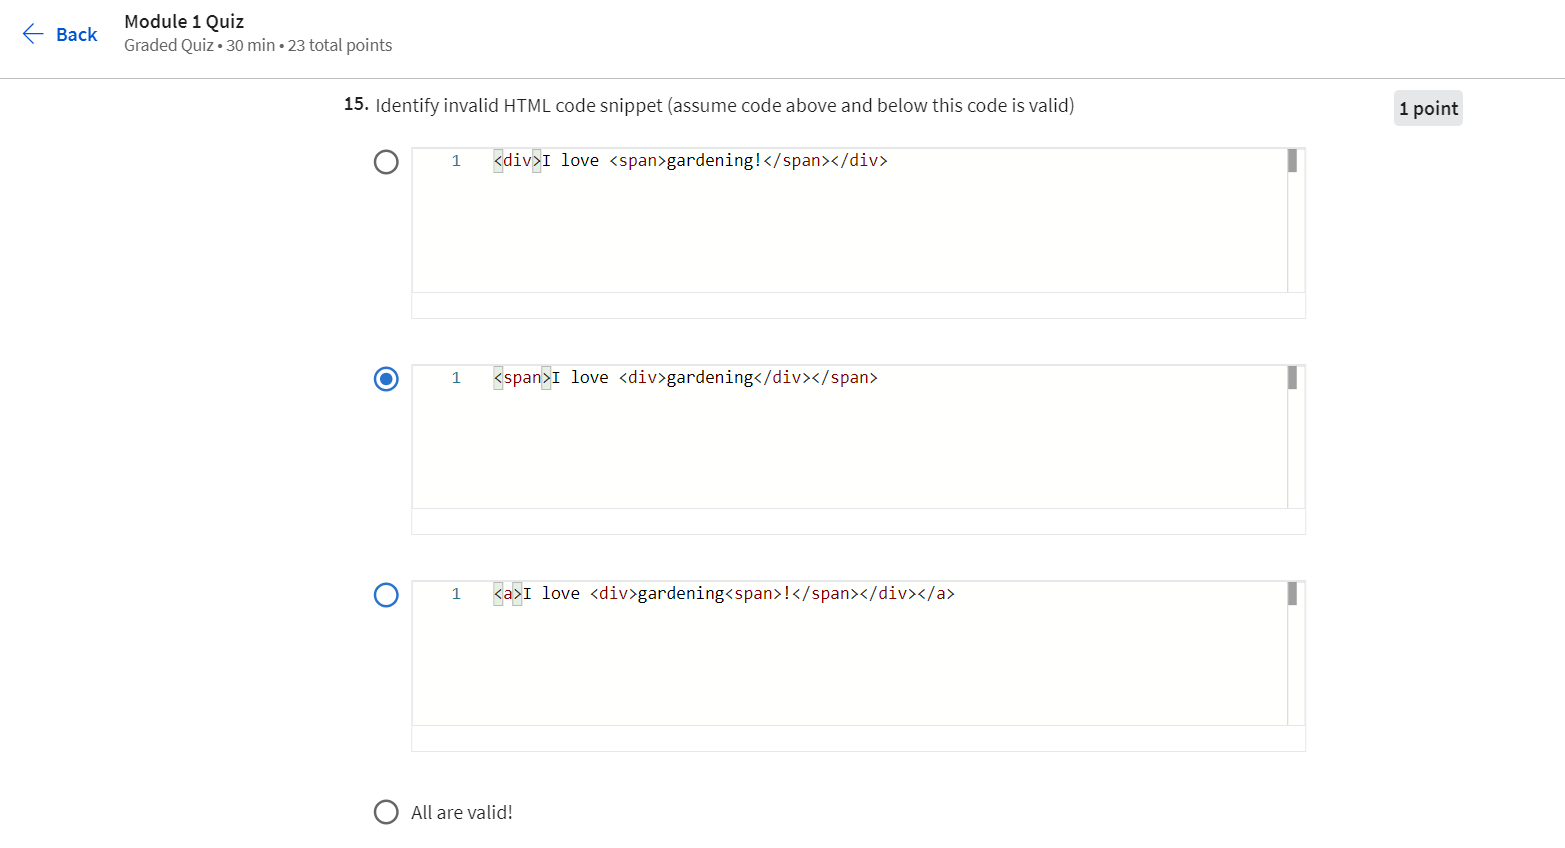 Back
Module 1 Quiz
Graded Quiz • 30 min • 23 total points
15. Identify invalid HTML code snippet (assume code above and below this code is valid)
1 point
1 <div>I love <span>gardening!</span></div>
1 <span>I love <div>gardening</div></span>
1 <a>I love <div>gardening<span>!</span></div></a>
All are valid!